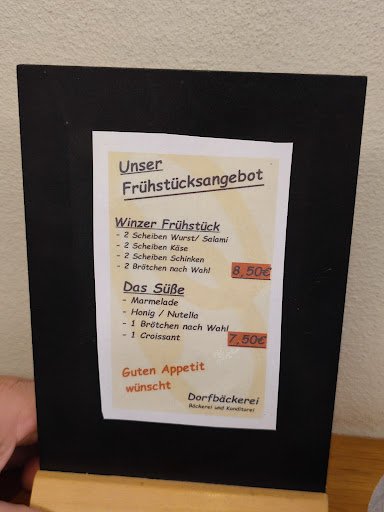 Unser
Frühstücksangebot
Winzer Frühstück
- 2 Scheiben Wurst/ Salami
- 2 Scheiben Käse
- 2 Scheiben Schinken
- 2 Brötchen nach Wahl 8,50€
Das Süße
- Marmelade
- Honig / Nutella
- 1 Brötchen nach Wahl
- 1 Croissant 7,50€
Guten Appetit
wünscht
Dorfbäckerei
Bäckerei und Konditorei